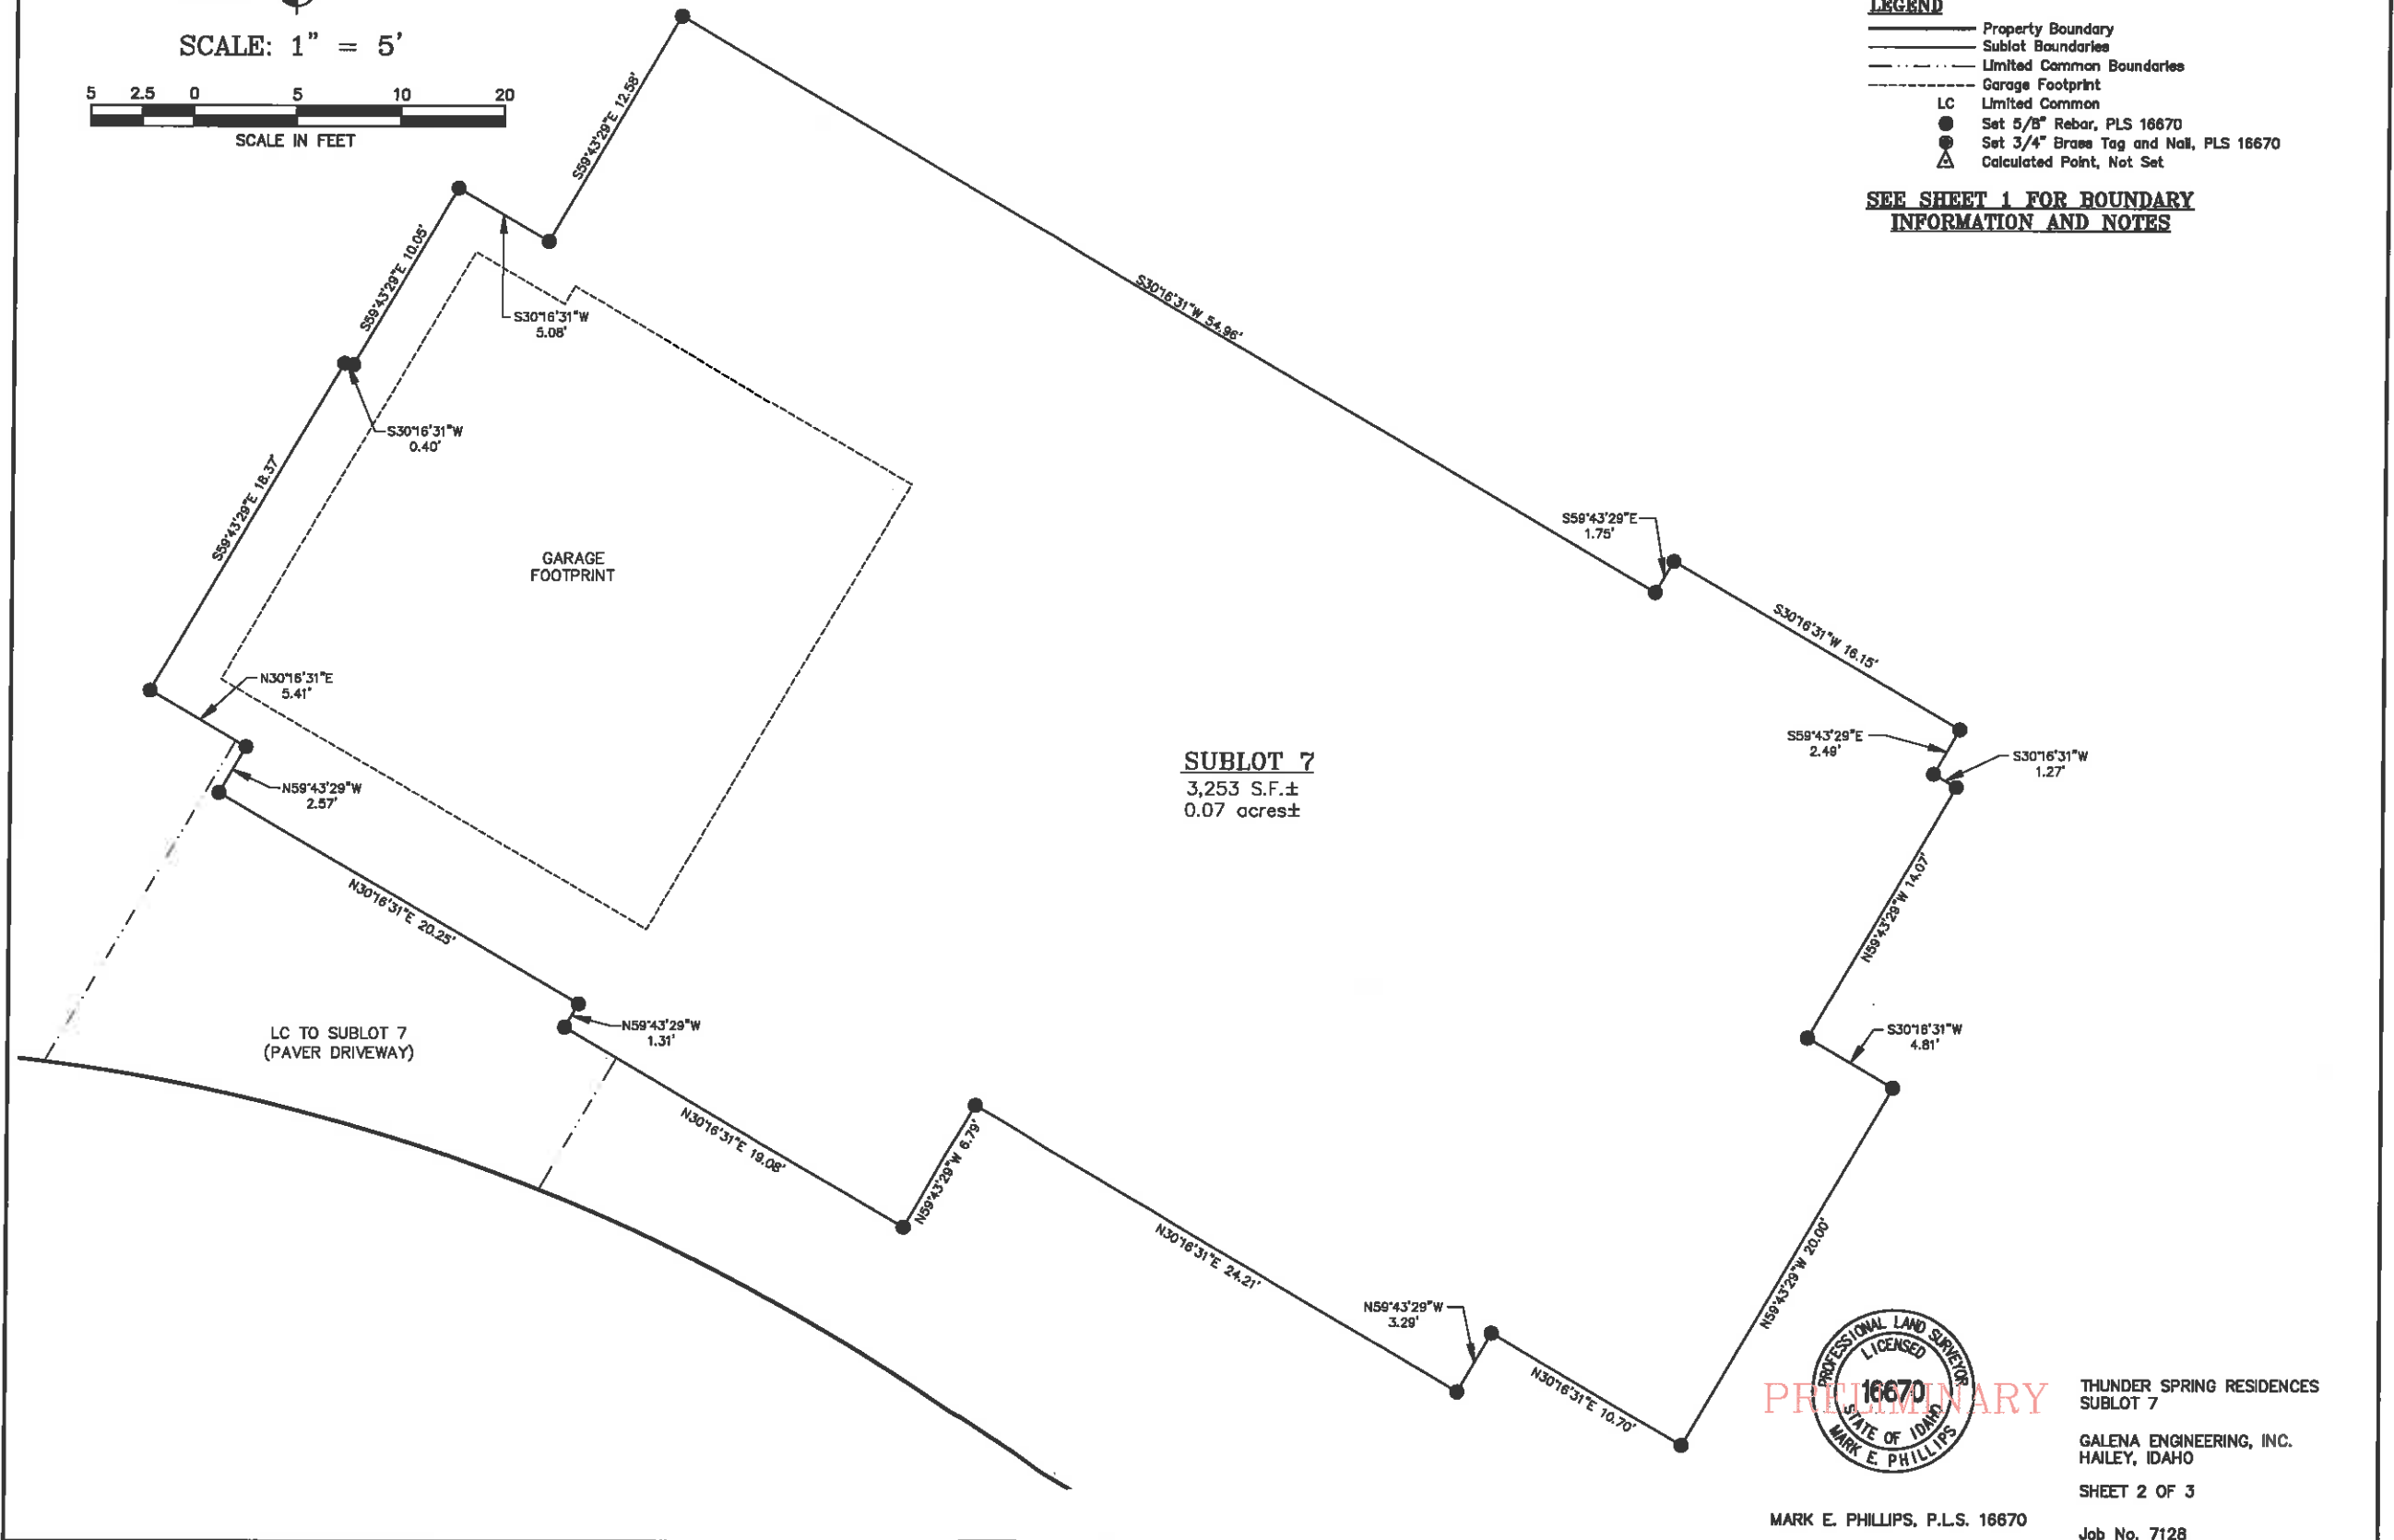 SCALE: 1" = 5'
5 2.5 0 5 10 20
SCALE IN FEET
LEGEND
Property Boundary
Sublot Boundaries
Limited Common Boundaries
Garage Footprint
LC Limited Common
Set 5/8" Rebar, PLS 16670
Set 3/4" Brass Tag and Nail, PLS 16670
Calculated Point, Not Set
SEE SHEET 1 FOR BOUNDARY
INFORMATION AND NOTES
S59°43'29"E 12.58'
S59°43'29"E 10.05'
S30°16'31"W
5.08'
S30°16'31"W 54.96'
S30°16'31"W
0.40'
S59°43'29"E 18.37'
S59°43'29"E
1.75'
GARAGE
FOOTPRINT
S30°16'31"W 16.15'
N30°16'31"E
5.41'
S59°43'29"E
2.49'
S30°16'31"W
1.27'
N59°43'29"W
2.57'
SUBLOT 7
3,253 S.F.±
0.07 acres±
N30°16'31"E 20.25'
N59°43'29"W 14.07'
N59°43'29"W
1.31'
LC TO SUBLOT 7
(PAVER DRIVEWAY)
S30°16'31"W
4.81'
N30°16'31"E 19.08'
N59°43'29"W 6.79'
N30°16'31"E 24.21'
N59°43'29"W 20.00'
N59°43'29"W
3.29'
N30°16'31"E 10.70'
PROFESSIONAL LAND SURVEYOR
LICENSED
16670
STATE OF IDAHO
MARK E. PHILLIPS
PRELIMINARY
THUNDER SPRING RESIDENCES
SUBLOT 7
GALENA ENGINEERING, INC.
HAILEY, IDAHO
SHEET 2 OF 3
MARK E. PHILLIPS, P.L.S. 16670
Job No. 7128